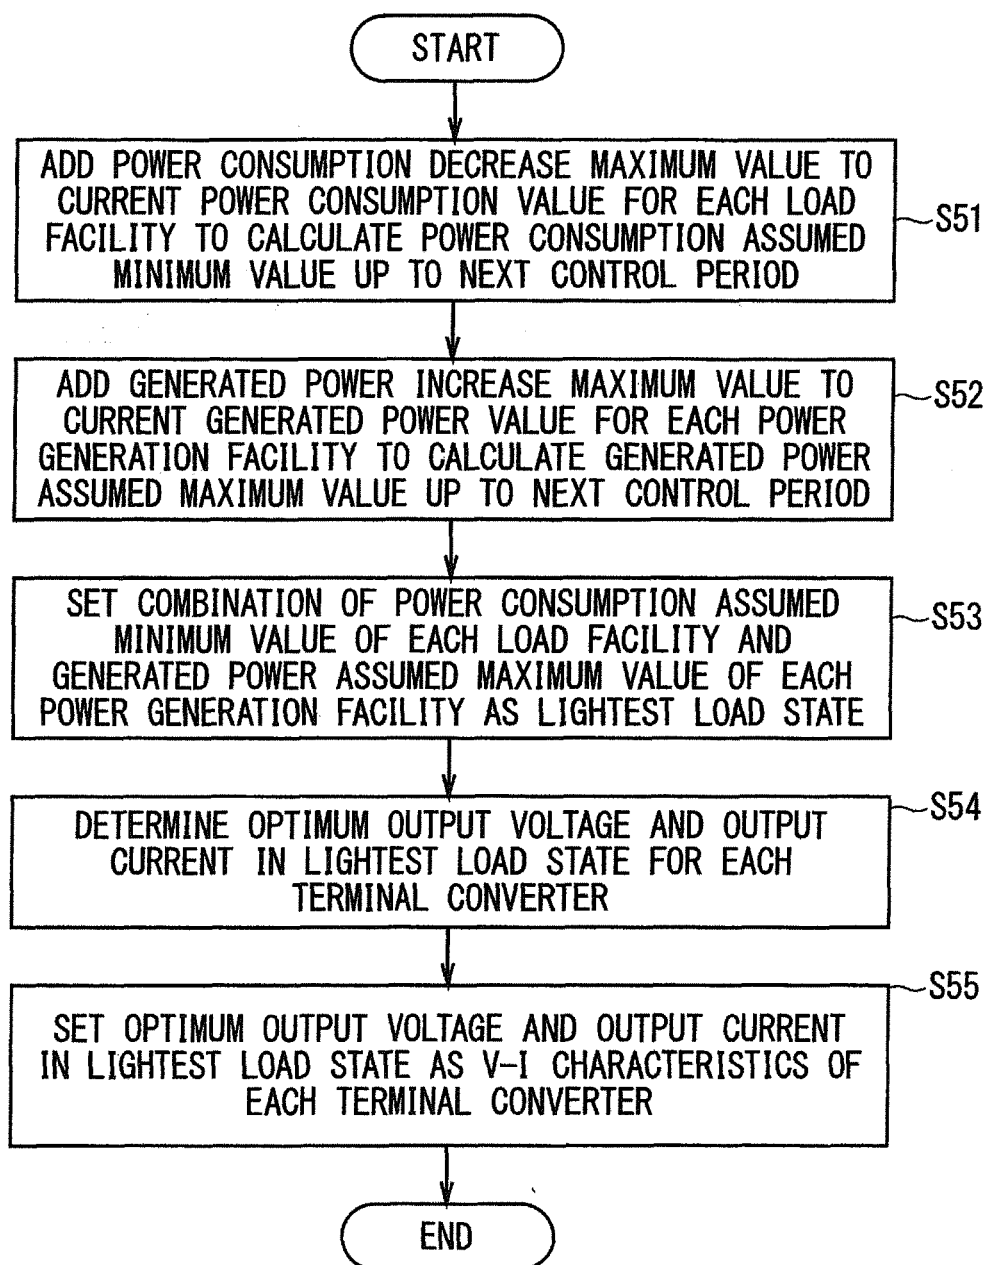 START
ADD POWER CONSUMPTION DECREASE MAXIMUM VALUE TO
CURRENT POWER CONSUMPTION VALUE FOR EACH LOAD
FACILITY TO CALCULATE POWER CONSUMPTION ASSUMED
MINIMUM VALUE UP TO NEXT CONTROL PERIOD
S51
ADD GENERATED POWER INCREASE MAXIMUM VALUE TO
CURRENT GENERATED POWER VALUE FOR EACH POWER
GENERATION FACILITY TO CALCULATE GENERATED POWER
ASSUMED MAXIMUM VALUE UP TO NEXT CONTROL PERIOD
S52
SET COMBINATION OF POWER CONSUMPTION ASSUMED
MINIMUM VALUE OF EACH LOAD FACILITY AND
GENERATED POWER ASSUMED MAXIMUM VALUE OF EACH
POWER GENERATION FACILITY AS LIGHTEST LOAD STATE
S53
DETERMINE OPTIMUM OUTPUT VOLTAGE AND OUTPUT
CURRENT IN LIGHTEST LOAD STATE FOR EACH
TERMINAL CONVERTER
S54
SET OPTIMUM OUTPUT VOLTAGE AND OUTPUT CURRENT
IN LIGHTEST LOAD STATE AS V-I CHARACTERISTICS OF
EACH TERMINAL CONVERTER
S55
END